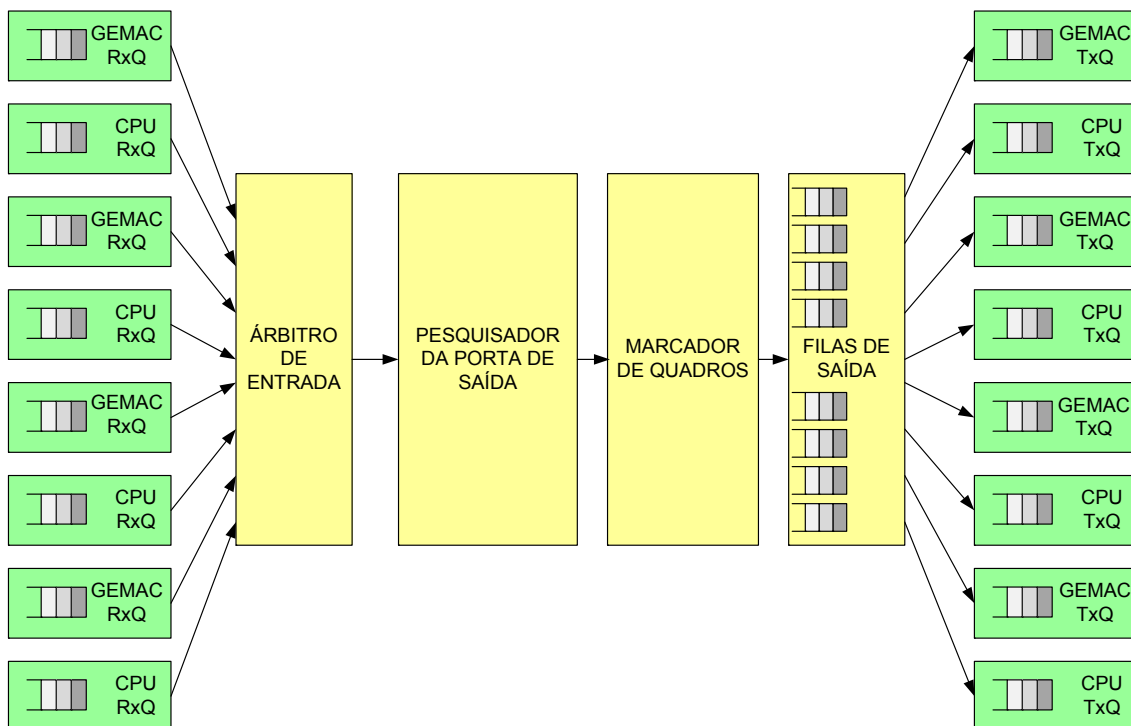 GEMAC
RxQ
CPU
RxQ
GEMAC
RxQ
CPU
RxQ
GEMAC
RxQ
CPU
RxQ
GEMAC
RxQ
CPU
RxQ
ÁRBITRO
DE
ENTRADA
PESQUISADOR
DA PORTA DE
SAÍDA
MARCADOR
DE QUADROS
FILAS DE
SAÍDA
GEMAC
TxQ
CPU
TxQ
GEMAC
TxQ
CPU
TxQ
GEMAC
TxQ
CPU
TxQ
GEMAC
TxQ
CPU
TxQ